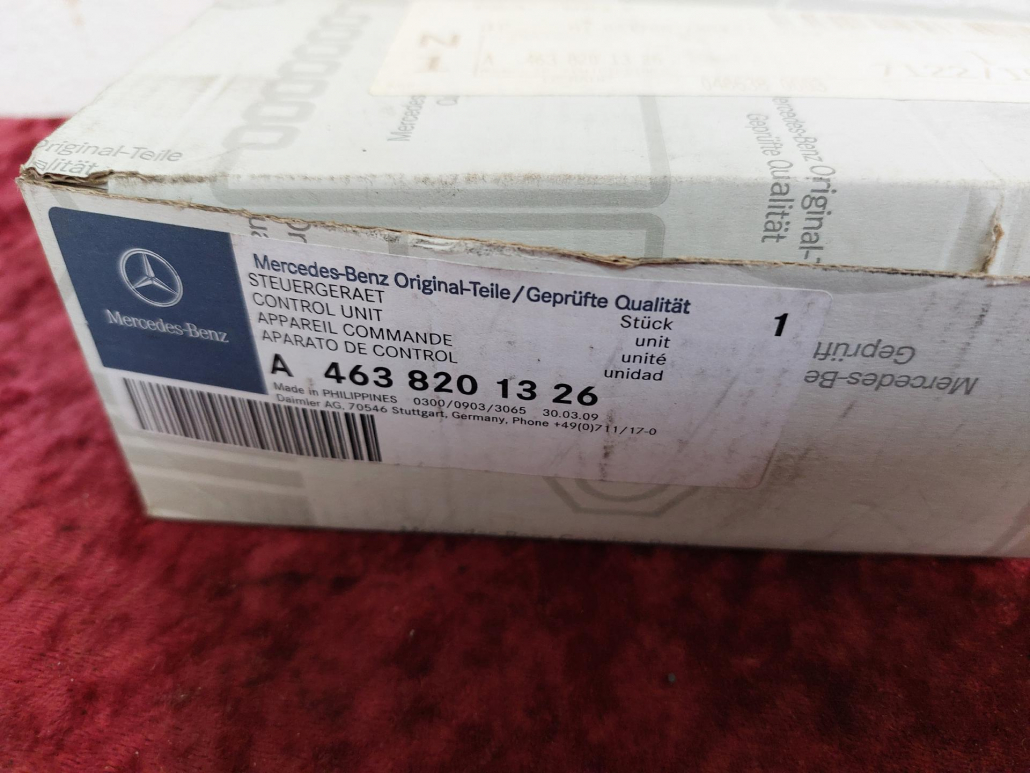 Original-Teile
alität
Mercedes-Benz Original-
Geprüfte Qualität
Mercedes-Benz
Mercedes-Benz Original-Teile/Geprüfte Qualität
STEUERGERAET
CONTROL UNIT
APPAREIL COMMANDE
APARATO DE CONTROL
Stück 1
unit
unité
unidad
A 463 820 13 26
Made in PHILIPPINES 0300/0903/3065 30.03.09
Daimler AG, 70546 Stuttgart, Germany, Phone +49(0)711/17-0
Mercedes-Be
Geprüft